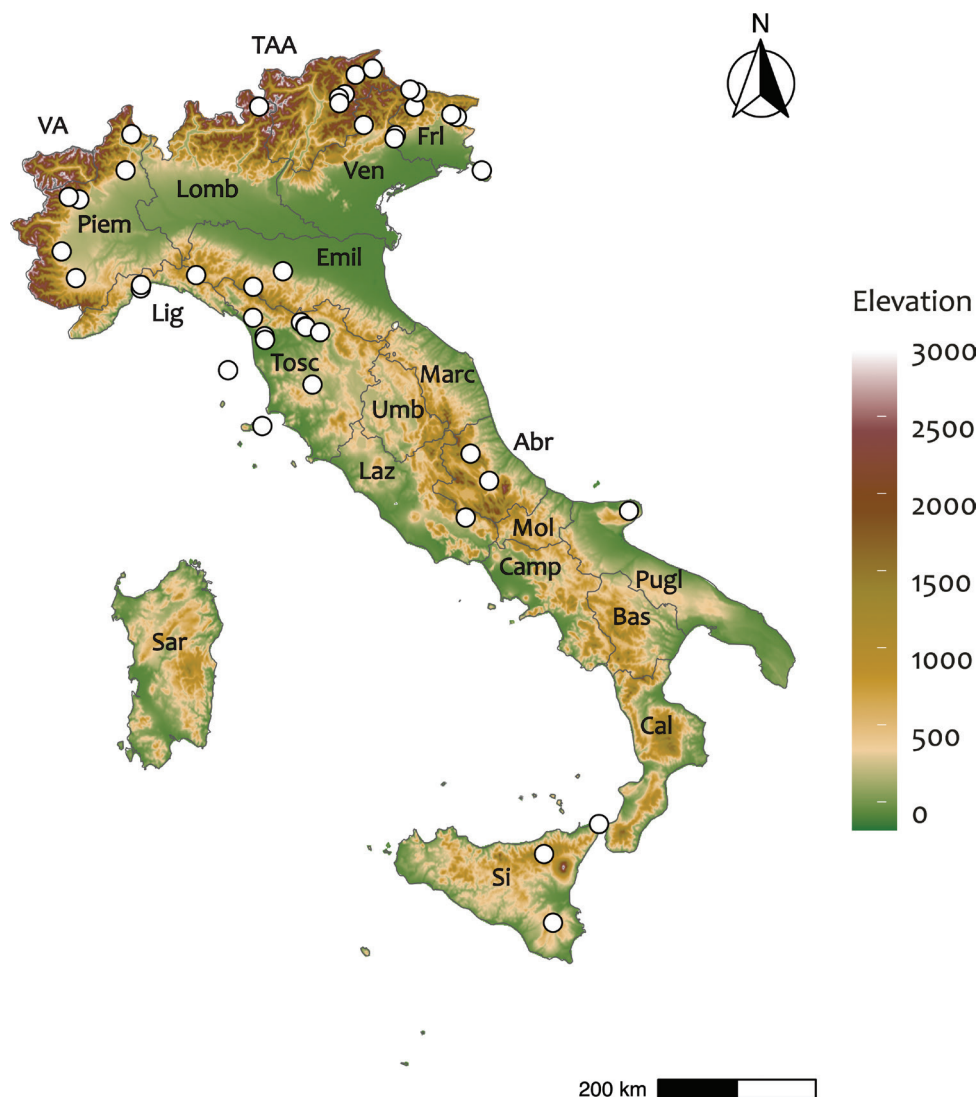 N
TAA
VA
Frl
Ven
Lomb
Piem
Emil
Lig
Tosc
Marc
Umb
Abr
Laz
Mol
Camp
Pugl
Bas
Sar
Cal
Si
Elevation
3000
2500
2000
1500
1000
500
0
200 km